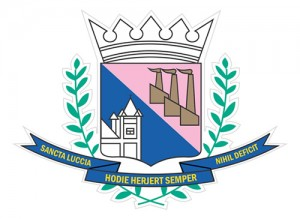 SANCTA LUCCIA
HODIE HERJERT SEMPER
NIHIL DEFICIT